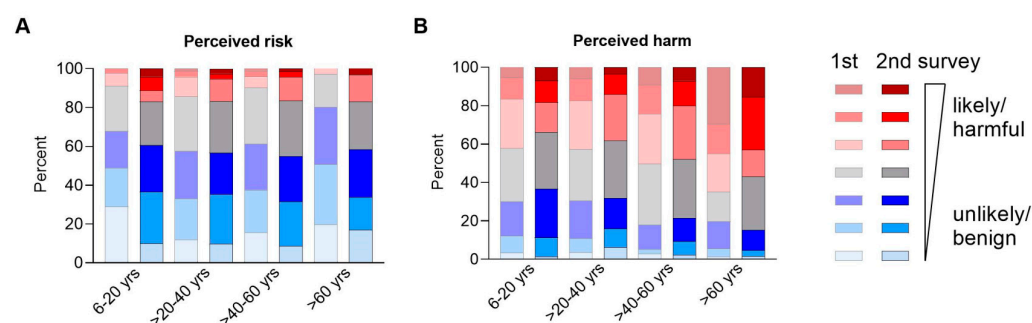 A
Perceived risk
Percent
100
80
60
40
20
0
6-20 yrs
>20-40 yrs
>40-60 yrs
>60 yrs
B
Perceived harm
Percent
100
80
60
40
20
0
6-20 yrs
>20-40 yrs
>40-60 yrs
>60 yrs
1st 2nd survey
likely/
harmful
unlikely/
benign